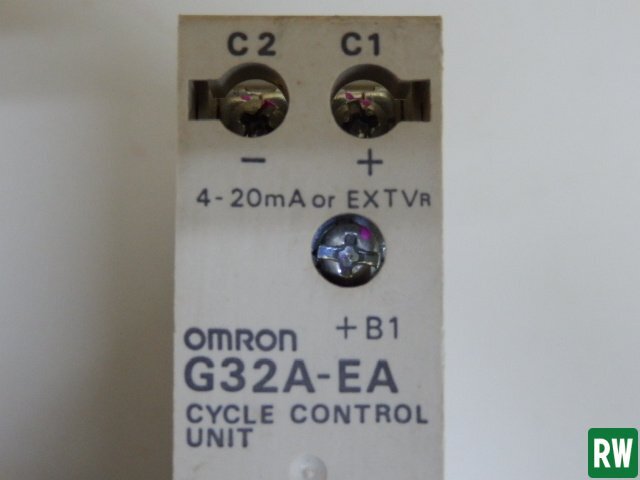 C2 C1
− +
4-20mA or EXTVR
+B1
OMRON
G32A-EA
CYCLE CONTROL
UNIT
RW